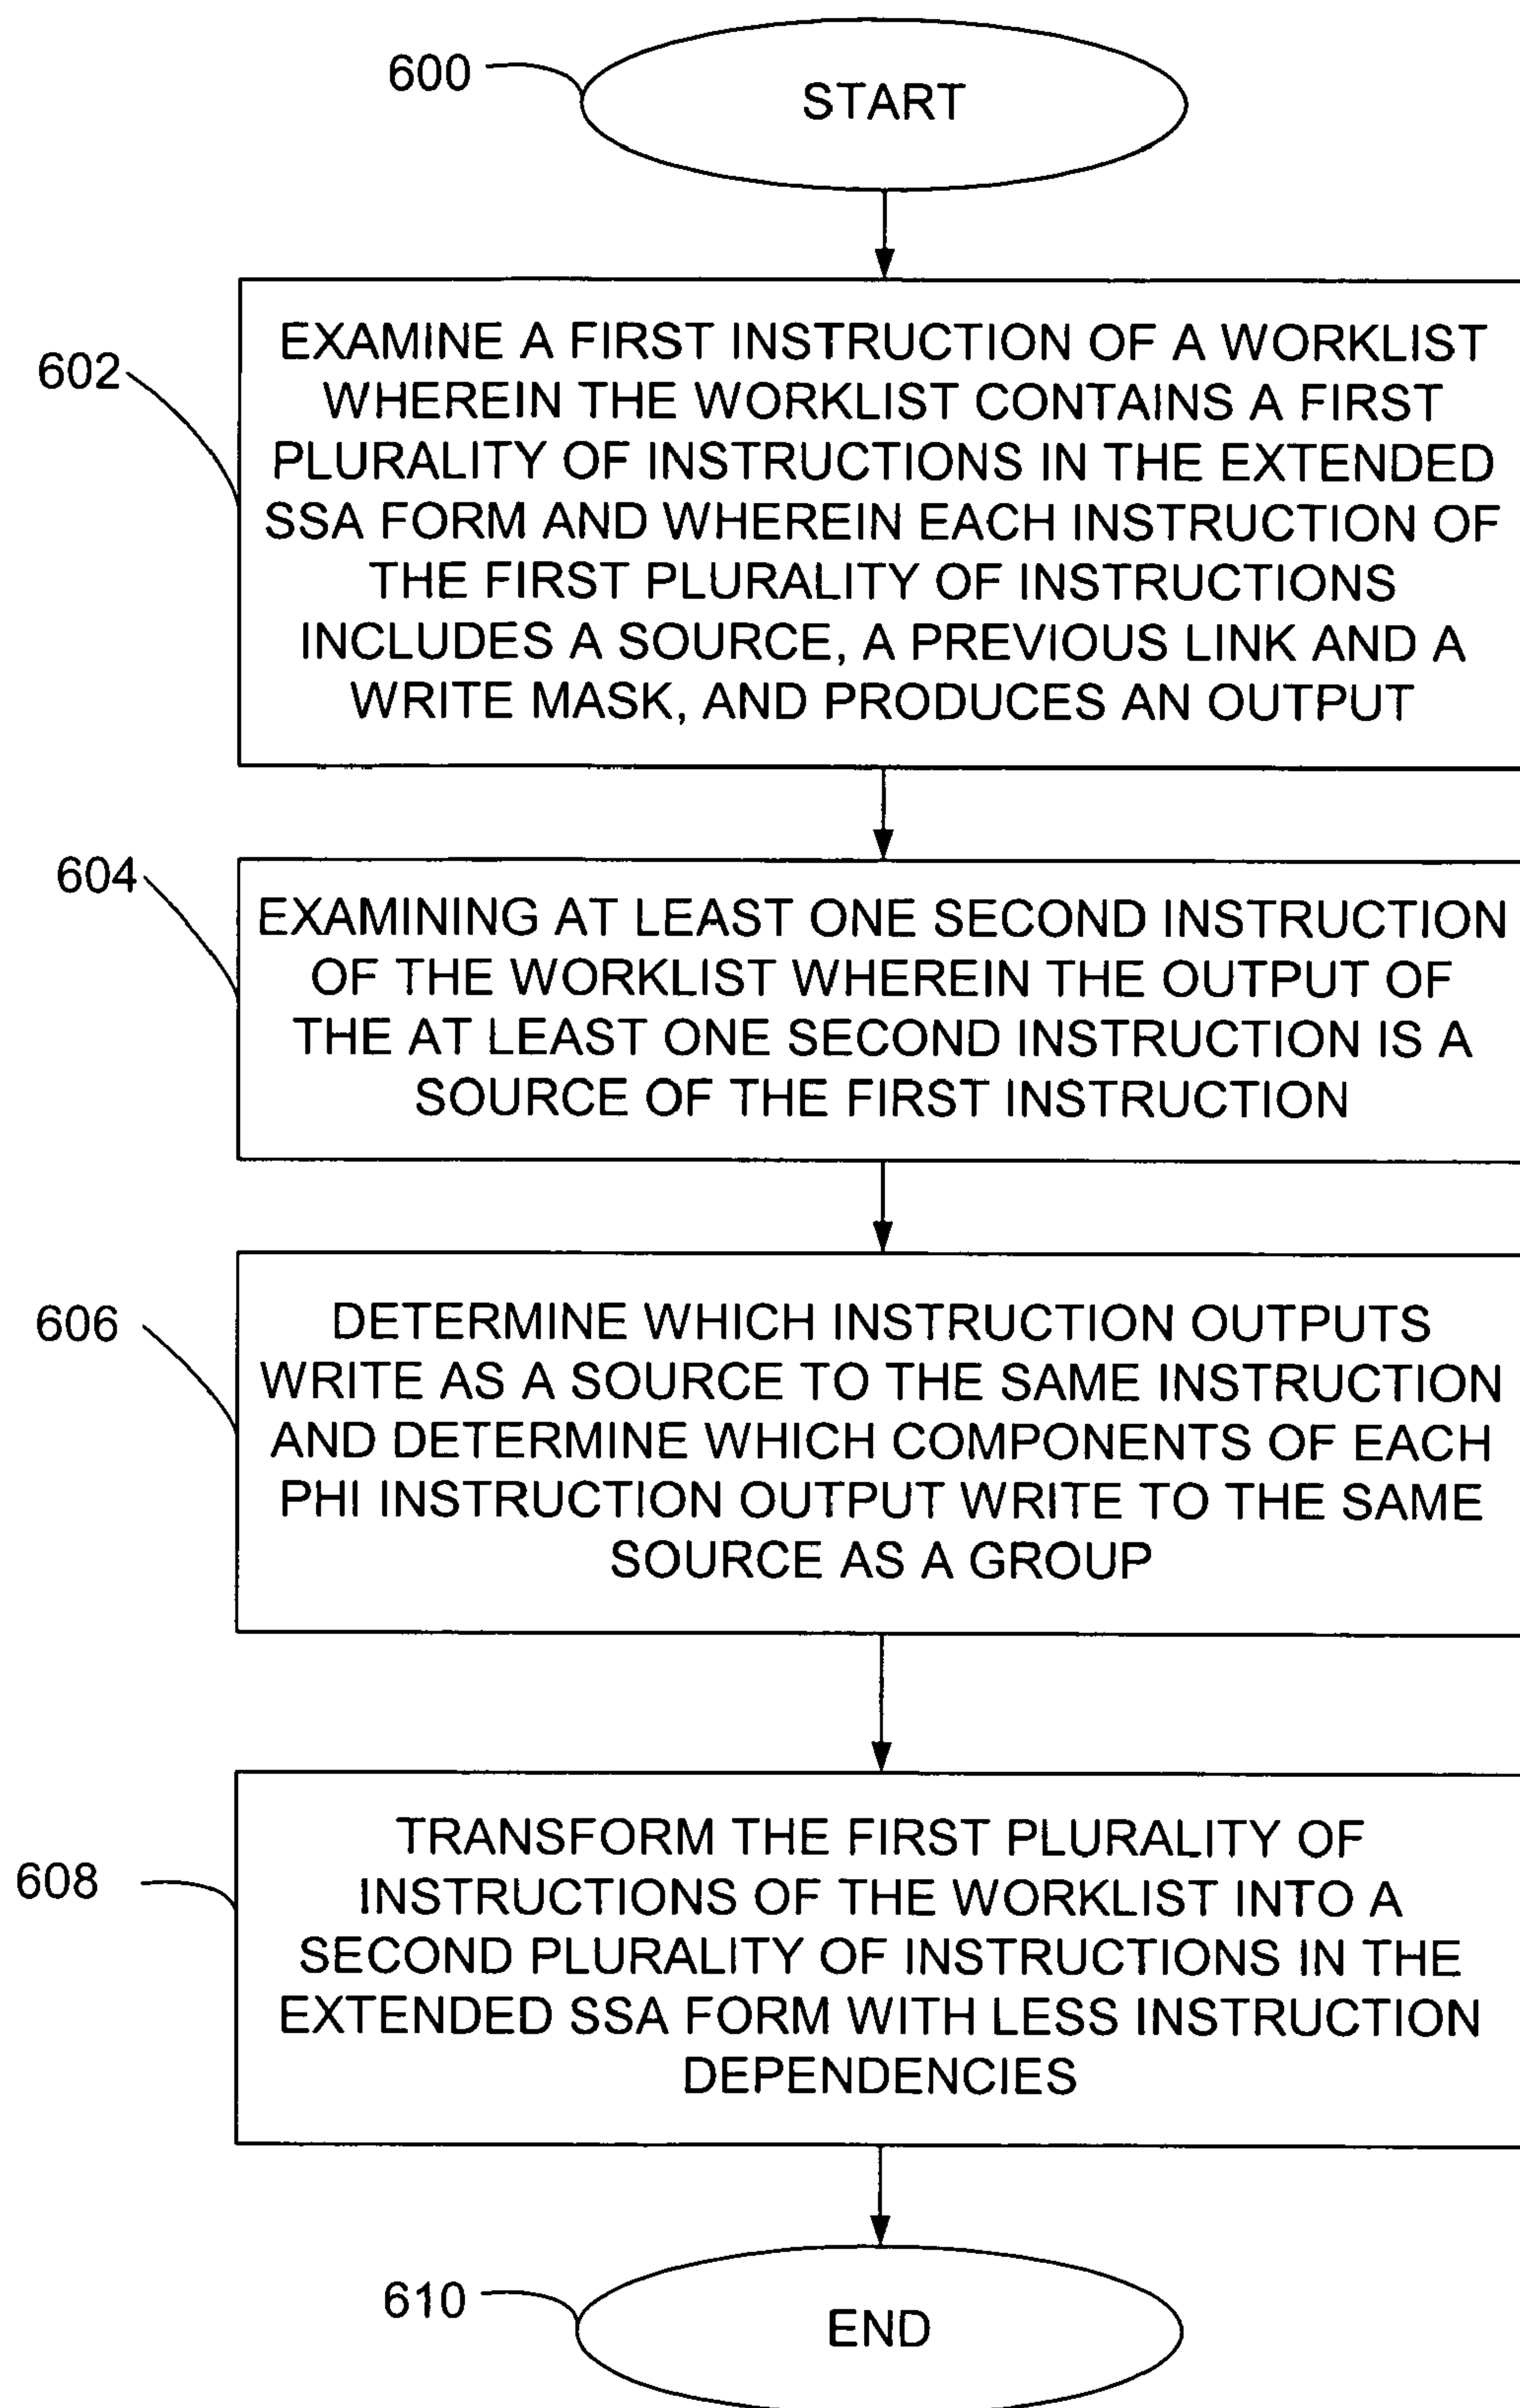 600
START
602
EXAMINE A FIRST INSTRUCTION OF A WORKLIST
WHEREIN THE WORKLIST CONTAINS A FIRST
PLURALITY OF INSTRUCTIONS IN THE EXTENDED
SSA FORM AND WHEREIN EACH INSTRUCTION OF
THE FIRST PLURALITY OF INSTRUCTIONS
INCLUDES A SOURCE, A PREVIOUS LINK AND A
WRITE MASK, AND PRODUCES AN OUTPUT
604
EXAMINING AT LEAST ONE SECOND INSTRUCTION
OF THE WORKLIST WHEREIN THE OUTPUT OF
THE AT LEAST ONE SECOND INSTRUCTION IS A
SOURCE OF THE FIRST INSTRUCTION
606
DETERMINE WHICH INSTRUCTION OUTPUTS
WRITE AS A SOURCE TO THE SAME INSTRUCTION
AND DETERMINE WHICH COMPONENTS OF EACH
PHI INSTRUCTION OUTPUT WRITE TO THE SAME
SOURCE AS A GROUP
608
TRANSFORM THE FIRST PLURALITY OF
INSTRUCTIONS OF THE WORKLIST INTO A
SECOND PLURALITY OF INSTRUCTIONS IN THE
EXTENDED SSA FORM WITH LESS INSTRUCTION
DEPENDENCIES
610
END